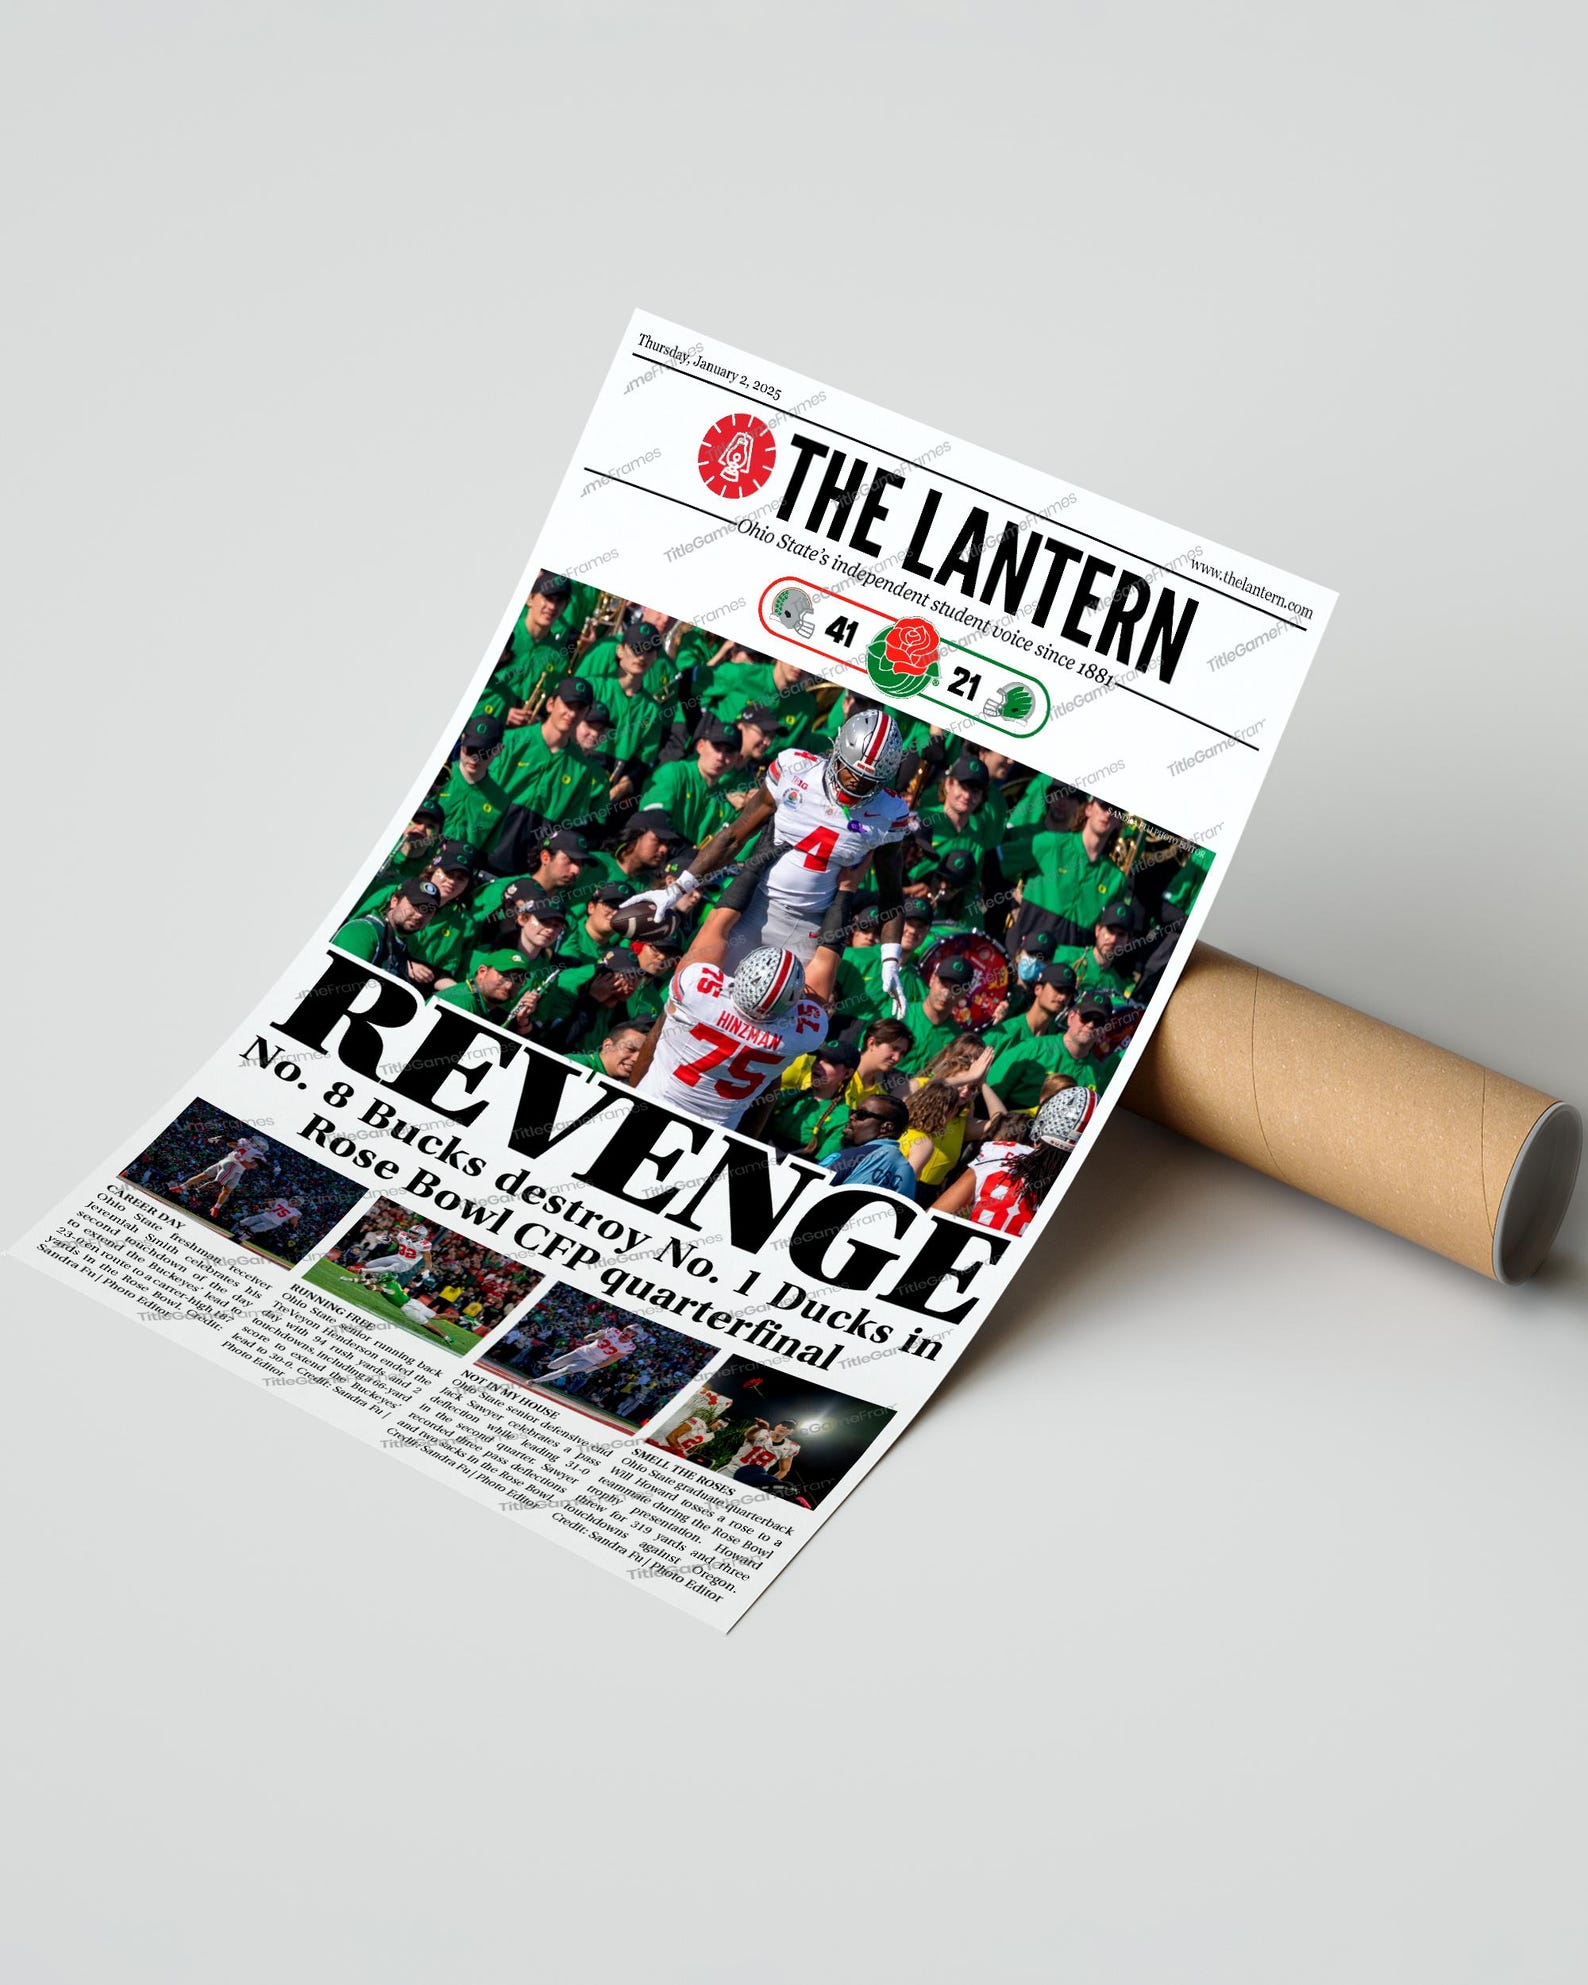 Thursday, January 2, 2025
www.thelantern.com
THE LANTERN
Ohio State's independent student voice since 1881
41
21
SANDRA FU | PHOTO EDITOR
4
B1G
75
HINZMAN
75
75
REVENGE
No. 8 Bucks destroy No. 1 Ducks in
Rose Bowl CFP quarterfinal
CAREER DAY
Ohio State freshman receiver
Jeremiah Smith celebrates his
second touchdown of the day
to extend the Buckeyes' lead to
23-0 en route to a carrer-high 187
yards in the Rose Bowl. Credit:
Sandra Fu | Photo Editor
RUNNING FREE
Ohio State senior running back
TreVeyon Henderson ended the
day with 94 rush yards and 2
touchdowns, including a 66-yard
score to extend the Buckeyes'
lead to 30-0. Credit: Sandra Fu |
Photo Editor
NOT IN MY HOUSE
Ohio State senior defensive end
Jack Sawyer celebrates a pass
deflection while leading 31-0
in the second quarter. Sawyer
recorded three pass deflections
and two sacks in the Rose Bowl.
Credit: Sandra Fu | Photo Editor
SMELL THE ROSES
Ohio State graduate quarterback
Will Howard tosses a rose to a
teammate during the Rose Bowl
trophy presentation. Howard
threw for 319 yards and three
touchdowns against Oregon.
Credit: Sandra Fu | Photo Editor
TitleGameFrames